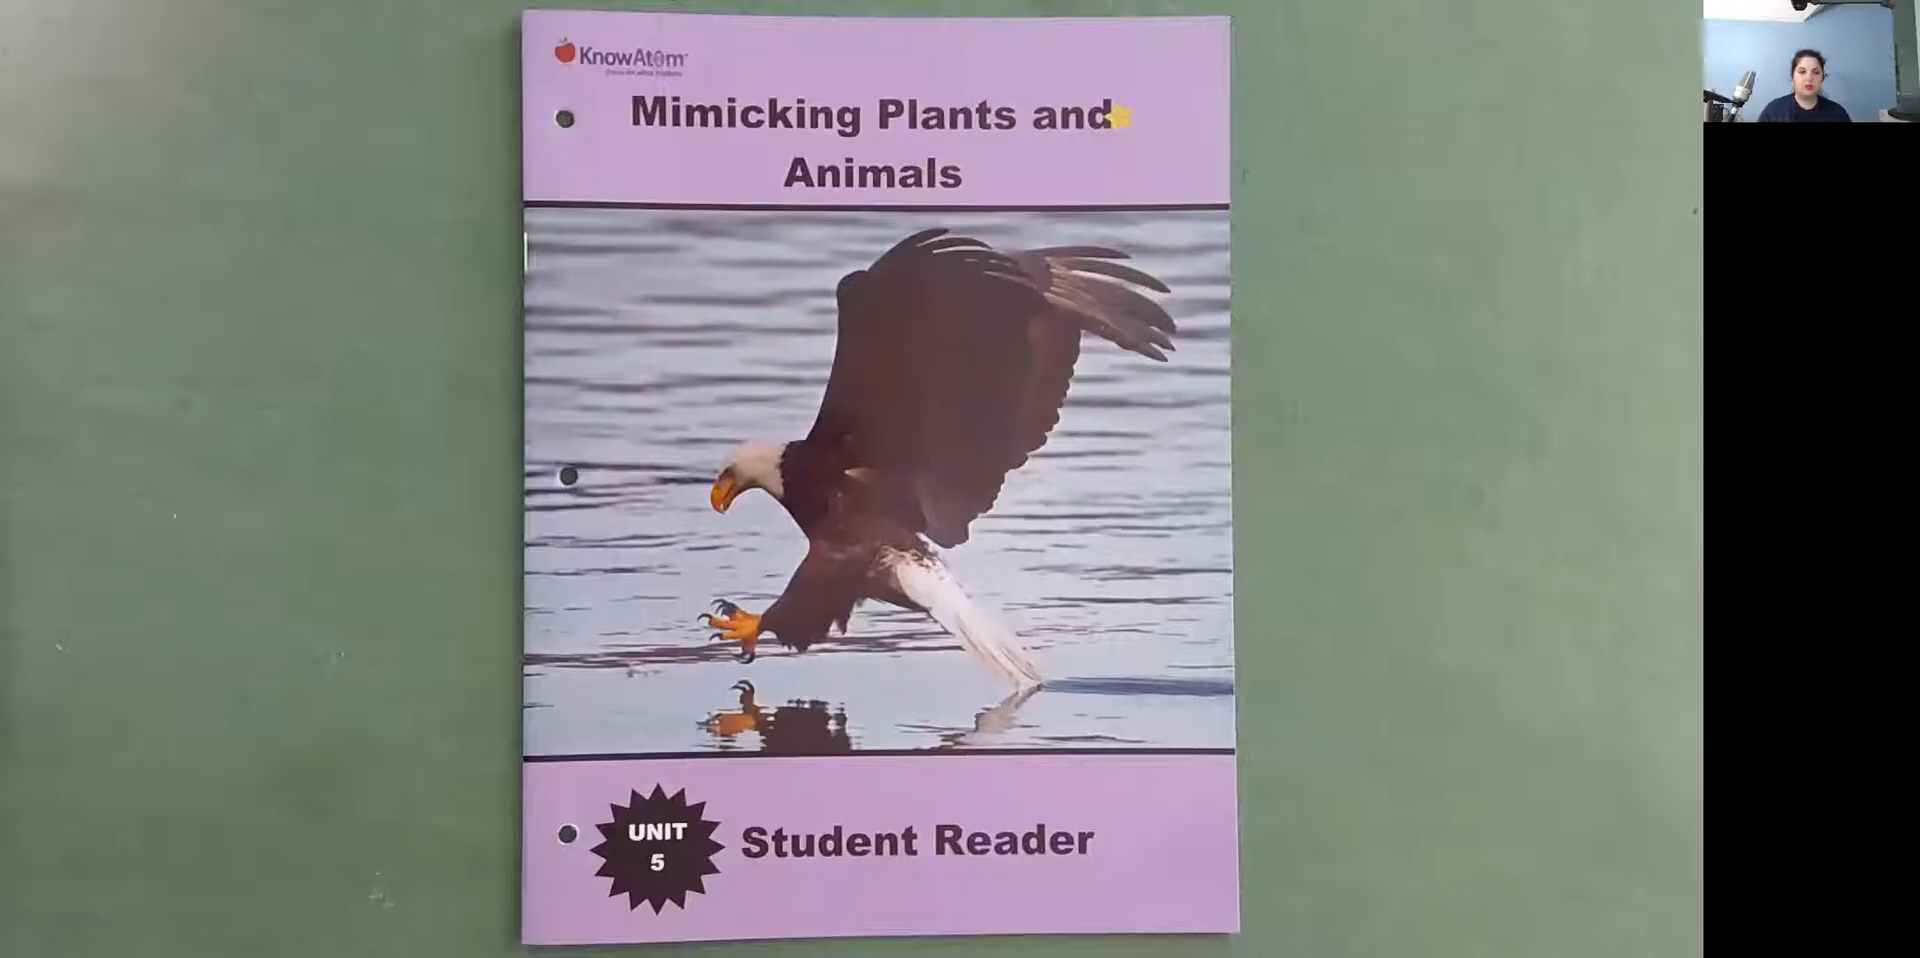 KnowAtom
Mimicking Plants and
Animals
UNIT
5
Student Reader